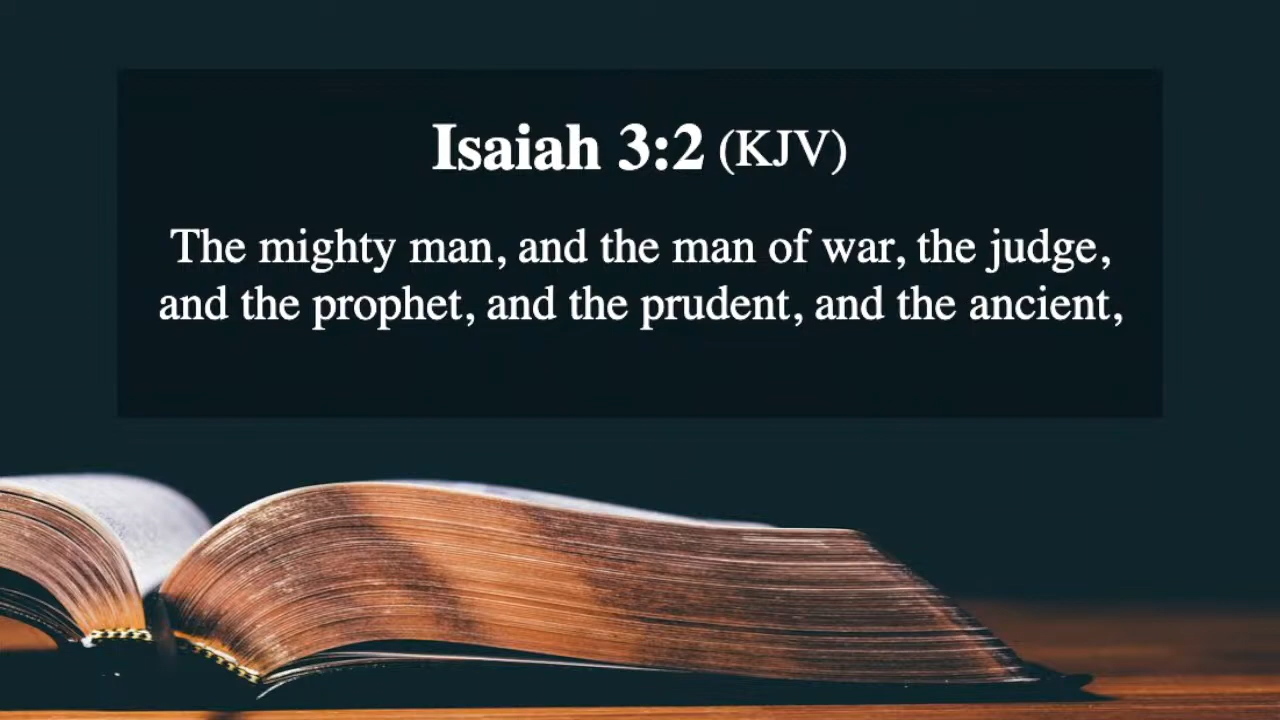 Isaiah 3:2 (KJV)
The mighty man, and the man of war, the judge,
and the prophet, and the prudent, and the ancient,